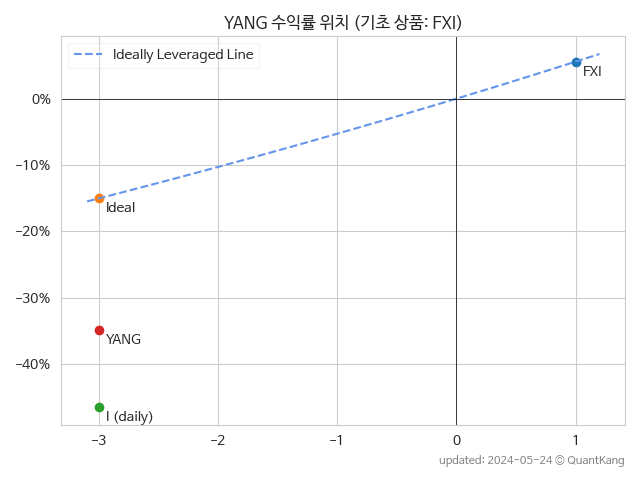 YANG 수익률 위치 (기초 상품: FXI)
Ideally Leveraged Line
FXI
0%
-10%
Ideal
-20%
-30%
YANG
-40%
I (daily)
-3
-2
-1
0
1
updated: 2024-05-24 © QuantKang